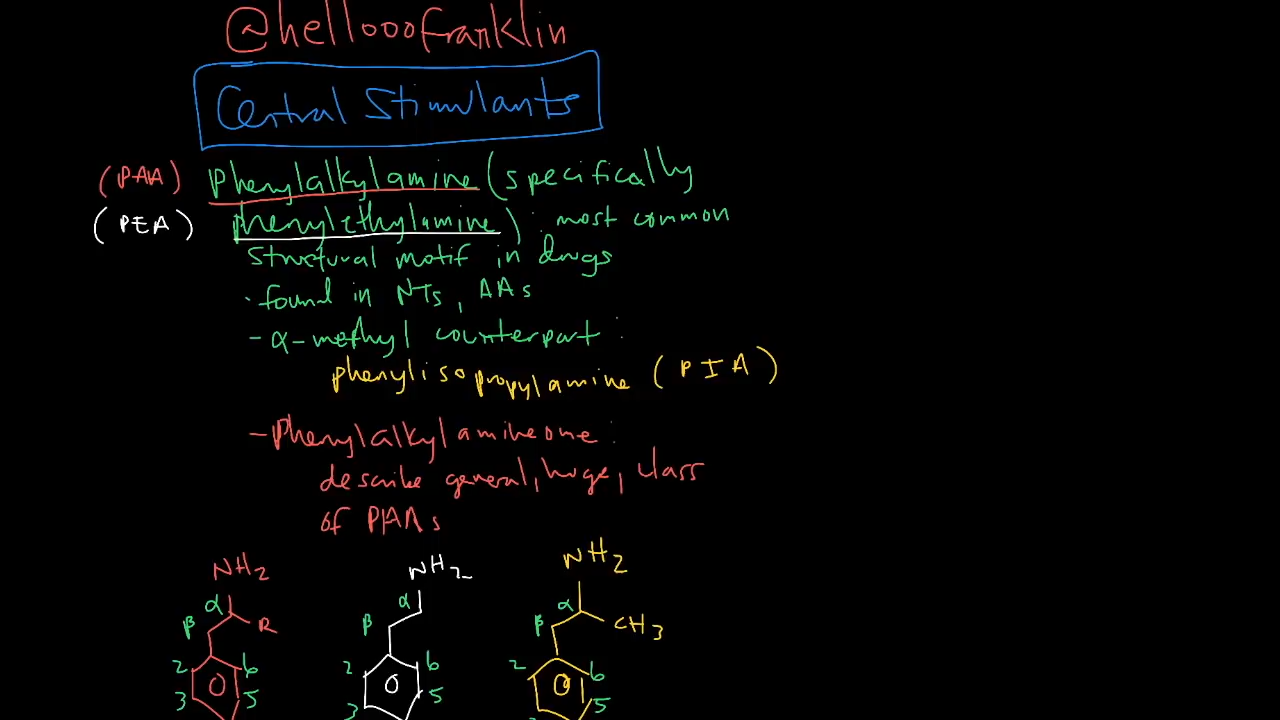 @hellooofranklin
Central Stimulants
(PAA) Phenylalkylamine (specifically
(PEA) phenylethylamine) : most common
structural motif in drugs
· found in NTs, AAs
- α-methyl counterpart :
phenylisopropylamine (PIA)
- Phenylalkylamineome :
describe general, huge, class
of PAAs
NH2 NH2 NH2
α α α
β R β β CH3
2 6 2 6 2 6
3 5 3 5 5